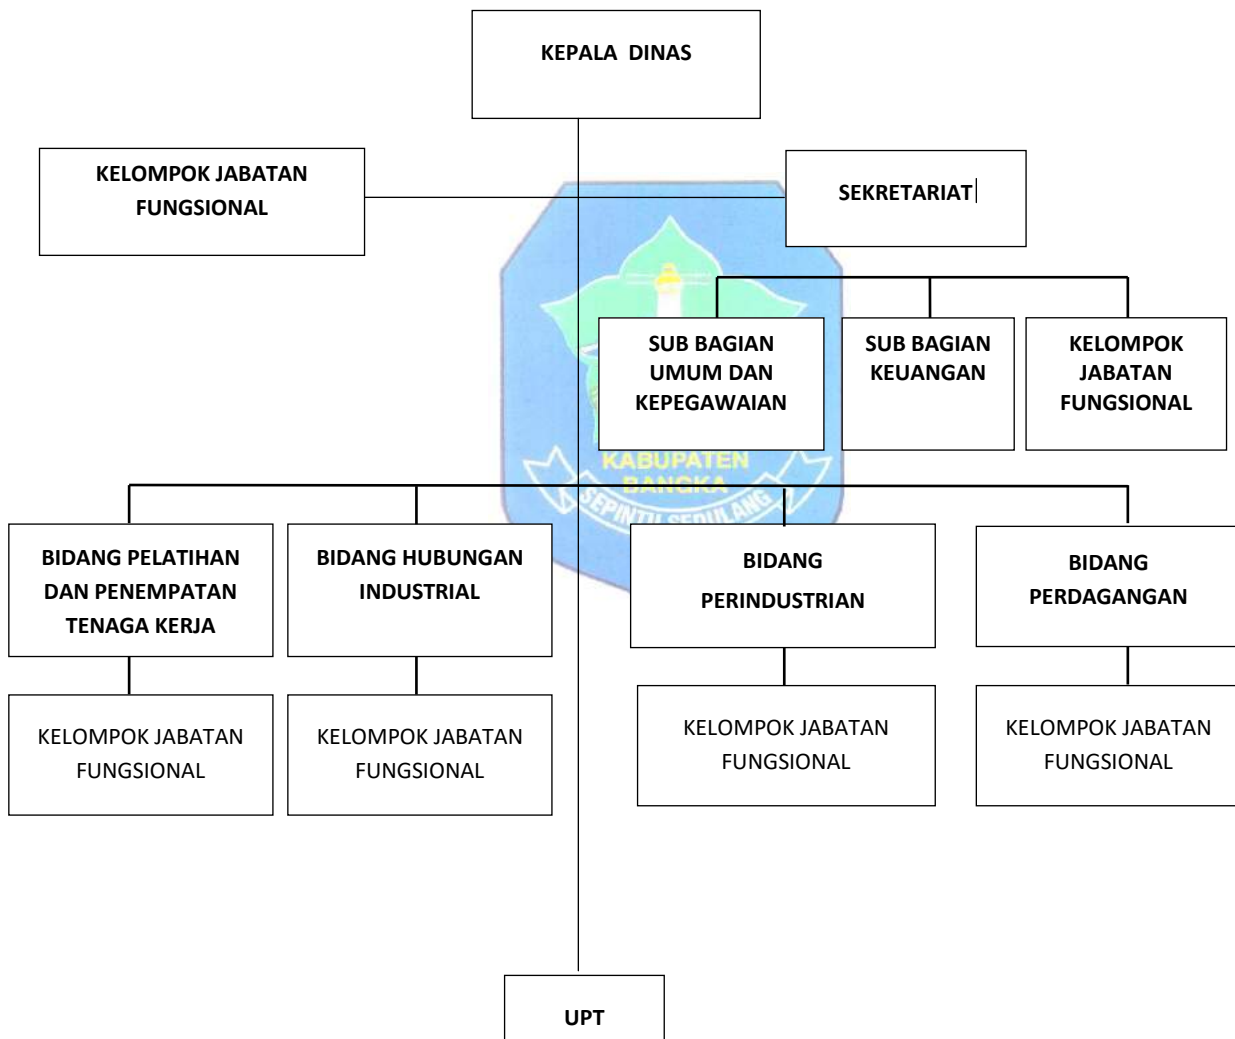 KEPALA DINAS
KELOMPOK JABATAN
FUNGSIONAL
SEKRETARIAT
SUB BAGIAN
UMUM DAN
KEPEGAWAIAN
SUB BAGIAN
KEUANGAN
KELOMPOK
JABATAN
FUNGSIONAL
KABUPATEN
BANGKA
SEPINTU SEDULANG
BIDANG PELATIHAN
DAN PENEMPATAN
TENAGA KERJA
BIDANG HUBUNGAN
INDUSTRIAL
BIDANG
PERINDUSTRIAN
BIDANG
PERDAGANGAN
KELOMPOK JABATAN
FUNGSIONAL
KELOMPOK JABATAN
FUNGSIONAL
KELOMPOK JABATAN
FUNGSIONAL
KELOMPOK JABATAN
FUNGSIONAL
UPT